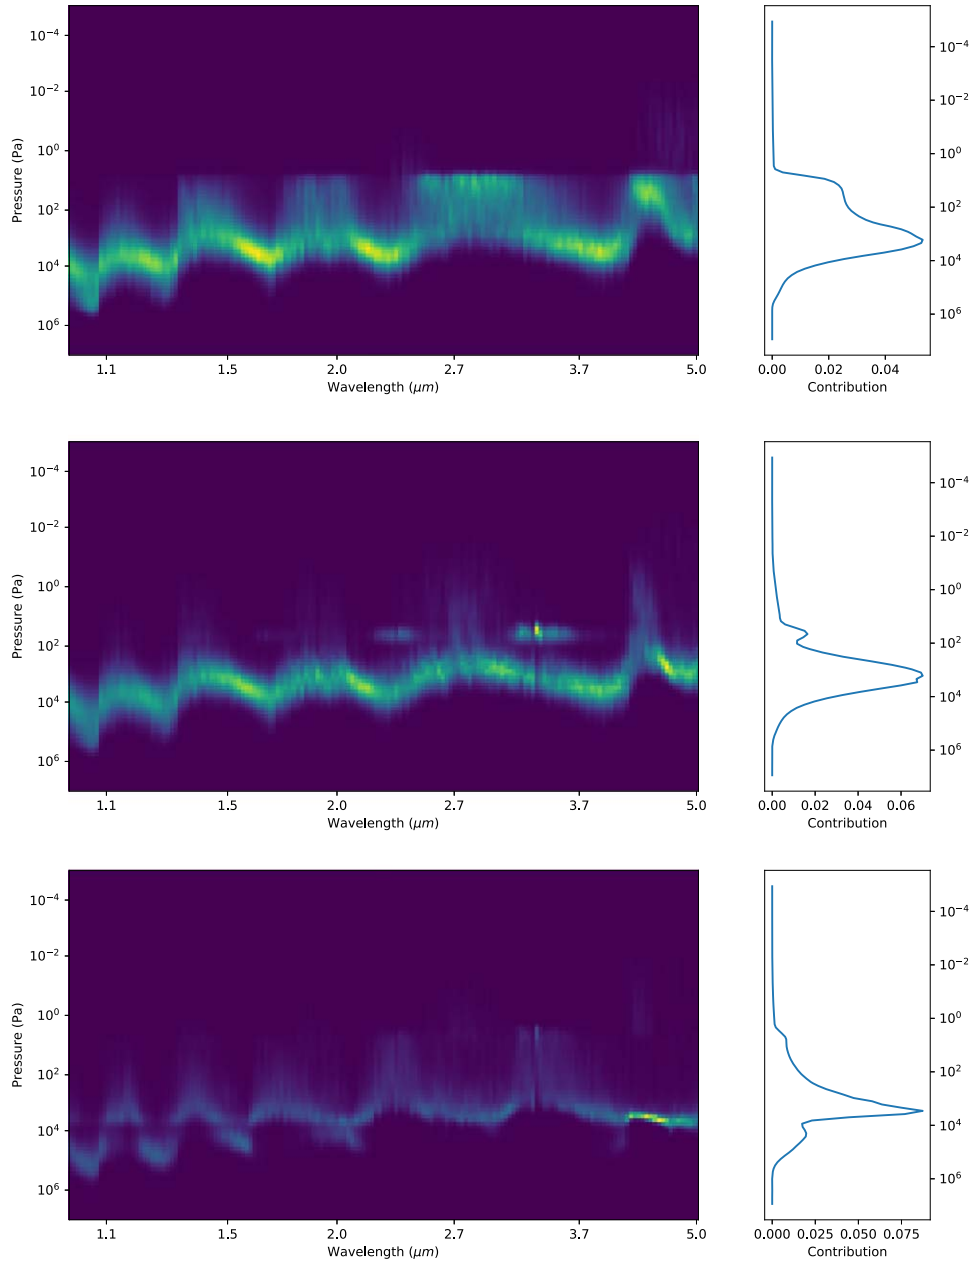 10⁻⁴
10⁻²
10⁰
10²
10⁴
10⁶
Pressure (Pa)
1.1 1.5 2.0 2.7 3.7 5.0
Wavelength (μm)
10⁻⁴
10⁻²
10⁰
10²
10⁴
10⁶
0.00 0.02 0.04
Contribution
10⁻⁴
10⁻²
10⁰
10²
10⁴
10⁶
Pressure (Pa)
1.1 1.5 2.0 2.7 3.7 5.0
Wavelength (μm)
10⁻⁴
10⁻²
10⁰
10²
10⁴
10⁶
0.00 0.02 0.04 0.06
Contribution
10⁻⁴
10⁻²
10⁰
10²
10⁴
10⁶
Pressure (Pa)
1.1 1.5 2.0 2.7 3.7 5.0
Wavelength (μm)
10⁻⁴
10⁻²
10⁰
10²
10⁴
10⁶
0.000 0.025 0.050 0.075
Contribution